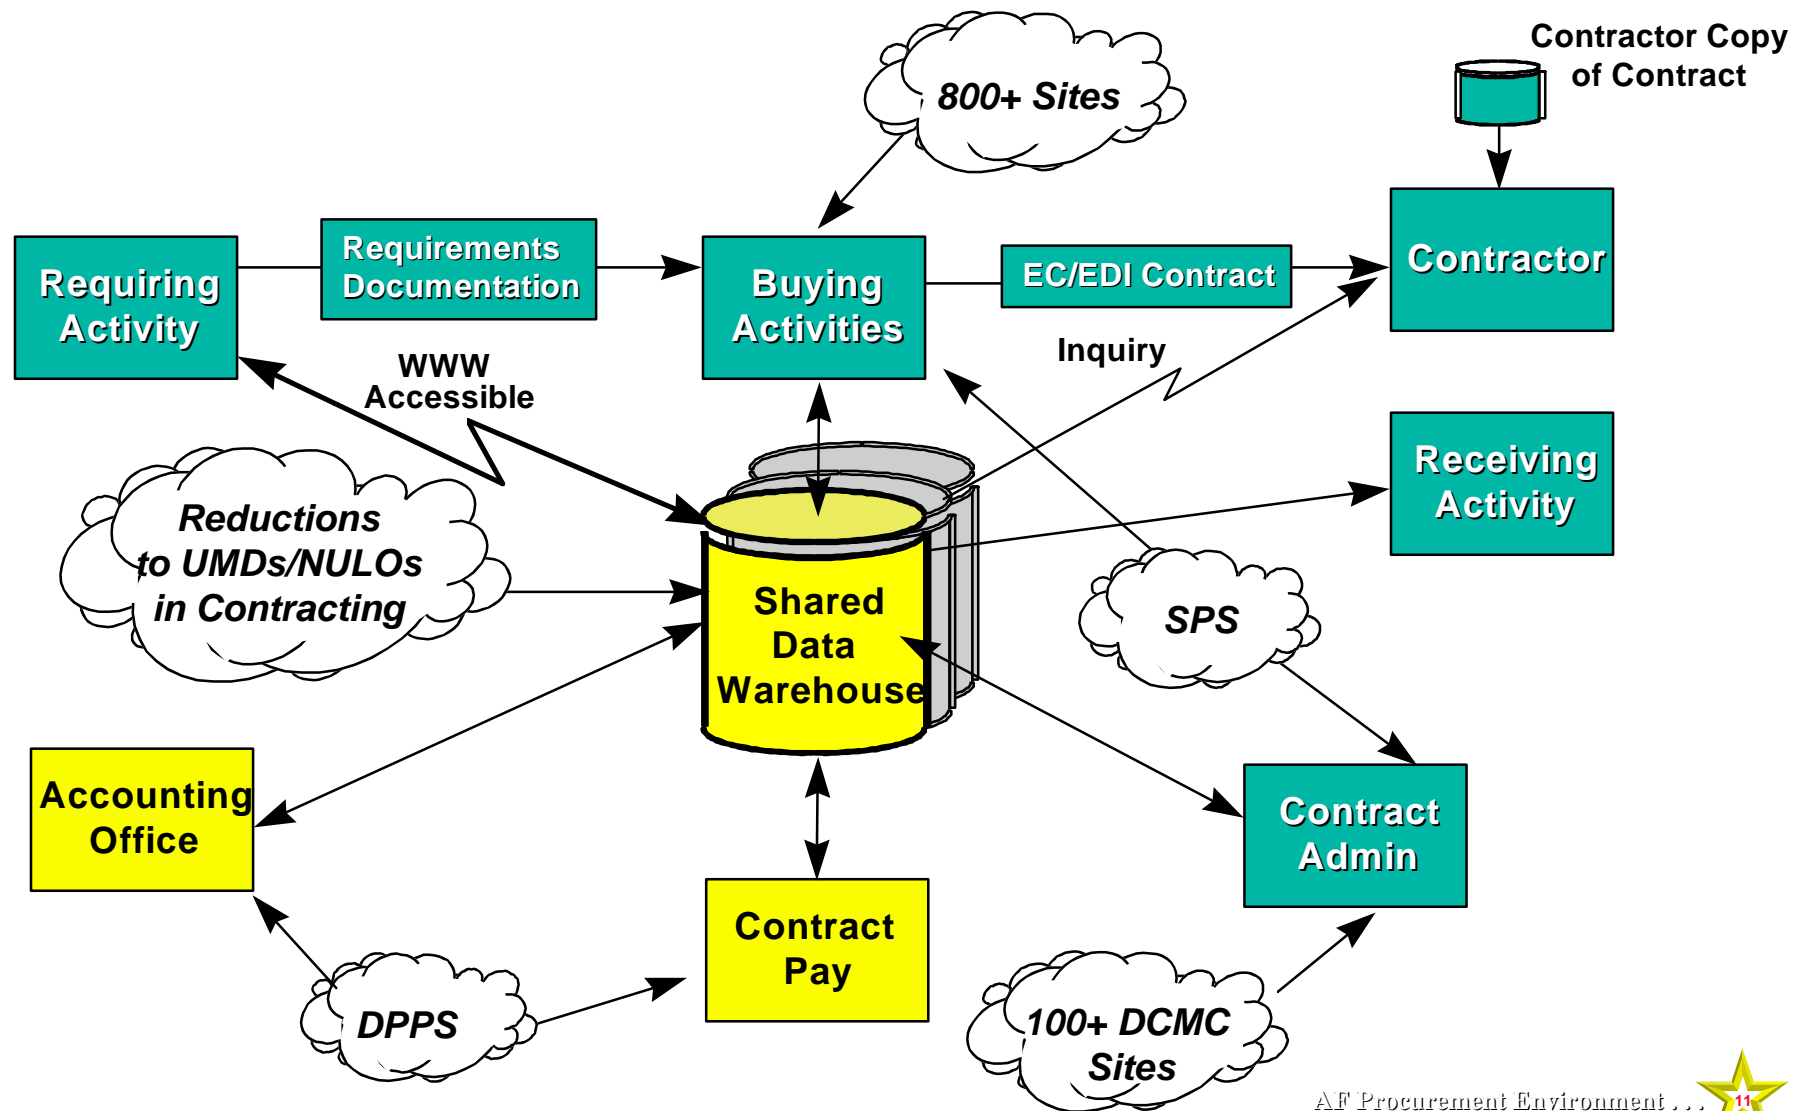 Contractor Copy
of Contract
800+ Sites
Requiring
Activity
Requirements
Documentation
Buying
Activities
EC/EDI Contract
Contractor
WWW
Accessible
Inquiry
Receiving
Activity
Reductions
to UMDs/NULOs
in Contracting
Shared
Data
Warehouse
SPS
Accounting
Office
Contract
Admin
Contract
Pay
DPPS
100+ DCMC
Sites
AF Procurement Environment . . .
11